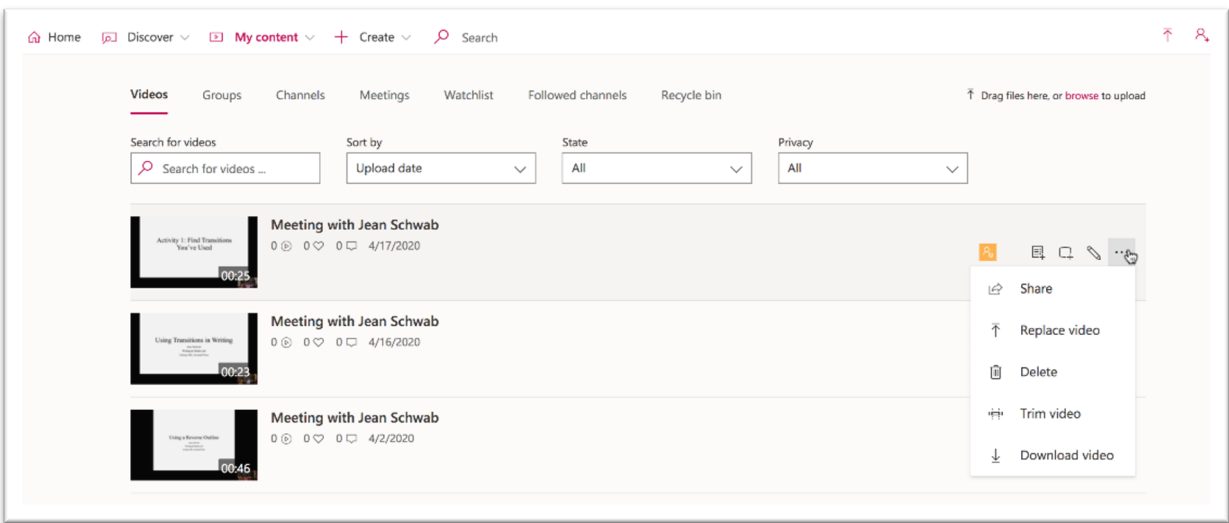 Home Discover My content Create Search
Videos Groups Channels Meetings Watchlist Followed channels Recycle bin Drag files here, or browse to upload
Search for videos Sort by State Privacy
Search for videos ... Upload date All All
Activity 1: Find Transitions
You've Used
00:25
Meeting with Jean Schwab
0 0 0 4/17/2020
Share
Replace video
Delete
Trim video
Download video
Using Transitions in Writing
00:23
Meeting with Jean Schwab
0 0 0 4/16/2020
Using a Reverse Outline
00:46
Meeting with Jean Schwab
0 0 0 4/2/2020